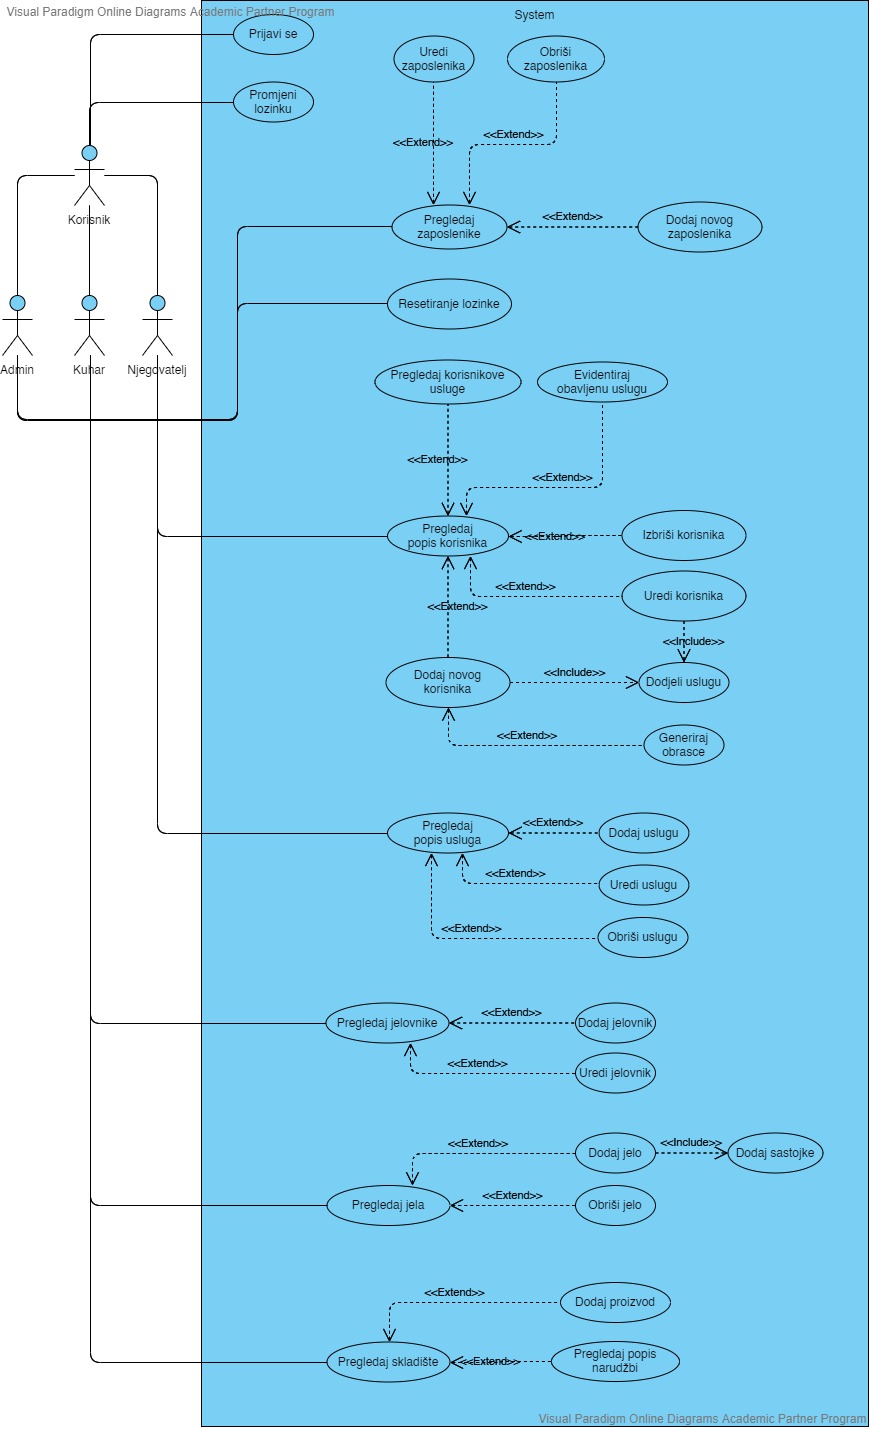 Visual Paradigm Online Diagrams Academic Partner Program
System
Prijavi se
Uredi
zaposlenika
Obriši
zaposlenika
Promjeni
lozinku
<<Extend>>
<<Extend>>
Korisnik
Pregledaj
zaposlenike
<<Extend>>
Dodaj novog
zaposlenika
Resetiranje lozinke
Admin
Kuhar
Njegovatelj
Pregledaj korisnikove
usluge
Evidentiraj
obavljenu uslugu
<<Extend>>
<<Extend>>
Pregledaj
popis korisnika
<<Extend>>
Izbriši korisnika
<<Extend>>
Uredi korisnika
<<Extend>>
<<Include>>
Dodaj novog
korisnika
<<Include>>
Dodjeli uslugu
<<Extend>>
Generiraj
obrasce
Pregledaj
popis usluga
<<Extend>>
Dodaj uslugu
<<Extend>>
Uredi uslugu
<<Extend>>
Obriši uslugu
Pregledaj jelovnike
<<Extend>>
Dodaj jelovnik
<<Extend>>
Uredi jelovnik
<<Extend>>
Dodaj jelo
<<Include>>
Dodaj sastojke
Pregledaj jela
<<Extend>>
Obriši jelo
<<Extend>>
Dodaj proizvod
Pregledaj skladište
<<Extend>>
Pregledaj popis
narudžbi
Visual Paradigm Online Diagrams Academic Partner Program